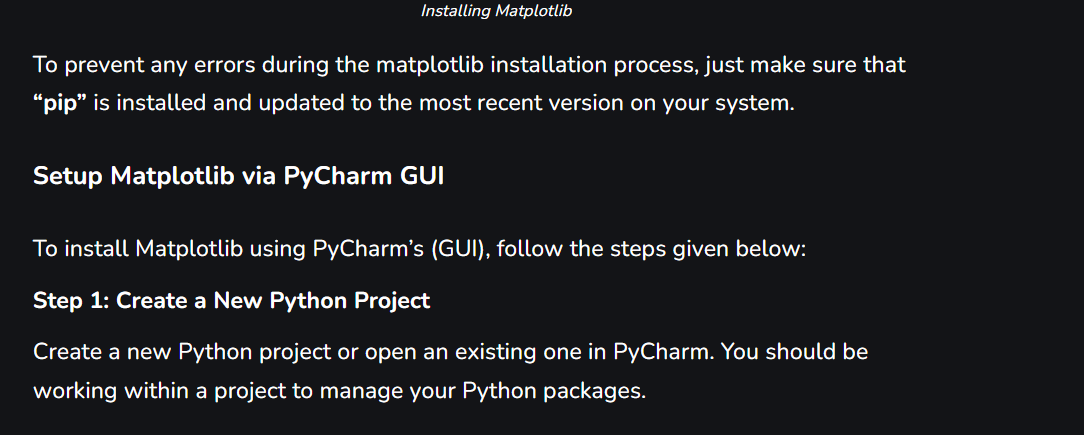 Installing Matplotlib
To prevent any errors during the matplotlib installation process, just make sure that
“pip” is installed and updated to the most recent version on your system.
Setup Matplotlib via PyCharm GUI
To install Matplotlib using PyCharm’s (GUI), follow the steps given below:
Step 1: Create a New Python Project
Create a new Python project or open an existing one in PyCharm. You should be
working within a project to manage your Python packages.